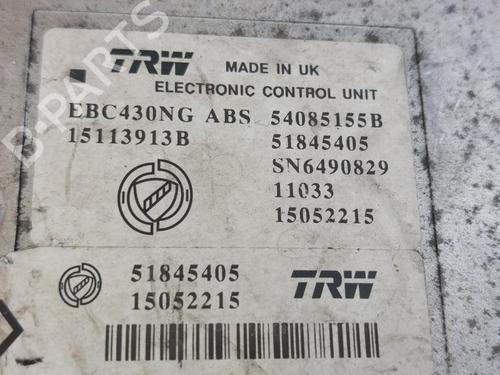 TRW MADE IN UK
ELECTRONIC CONTROL UNIT
EBC430NG ABS 54085155B
15113913B 51845405
SN6490829
11033
15052215
51845405
15052215 TRW
D-PARTS